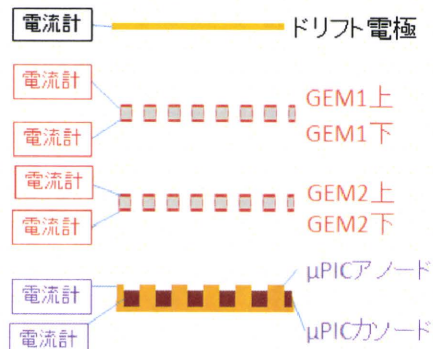 電流計 ドリフト電極
電流計
GEM1上
電流計
GEM1下
電流計
GEM2上
電流計
GEM2下
μPICアノード
電流計
μPICカソード
電流計